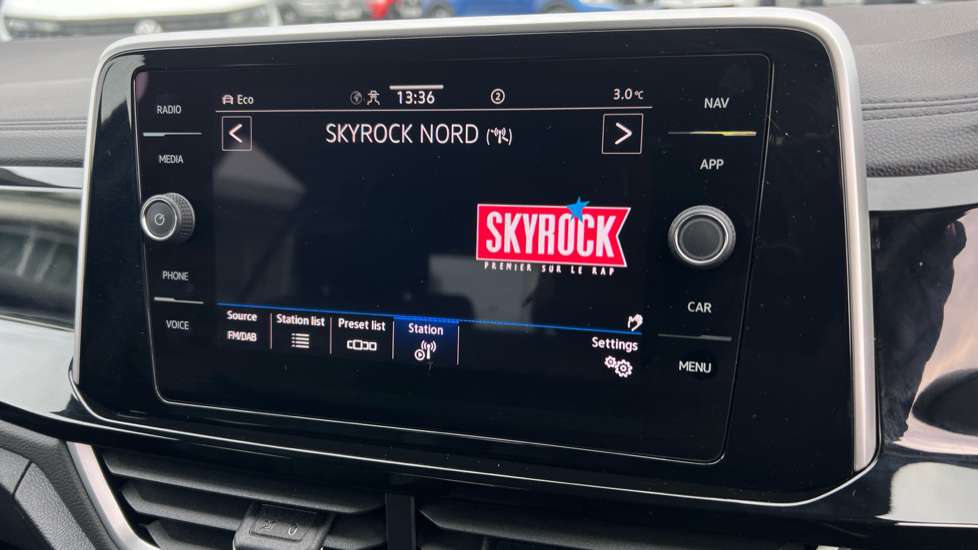 RADIO
MEDIA
PHONE
VOICE
Eco
13:36
2
3.0 °C
< SKYROCK NORD >
SKYROCK
PREMIER SUR LE RAP
Source
FM/DAB
Station list
Preset list
Station
Settings
NAV
APP
CAR
MENU